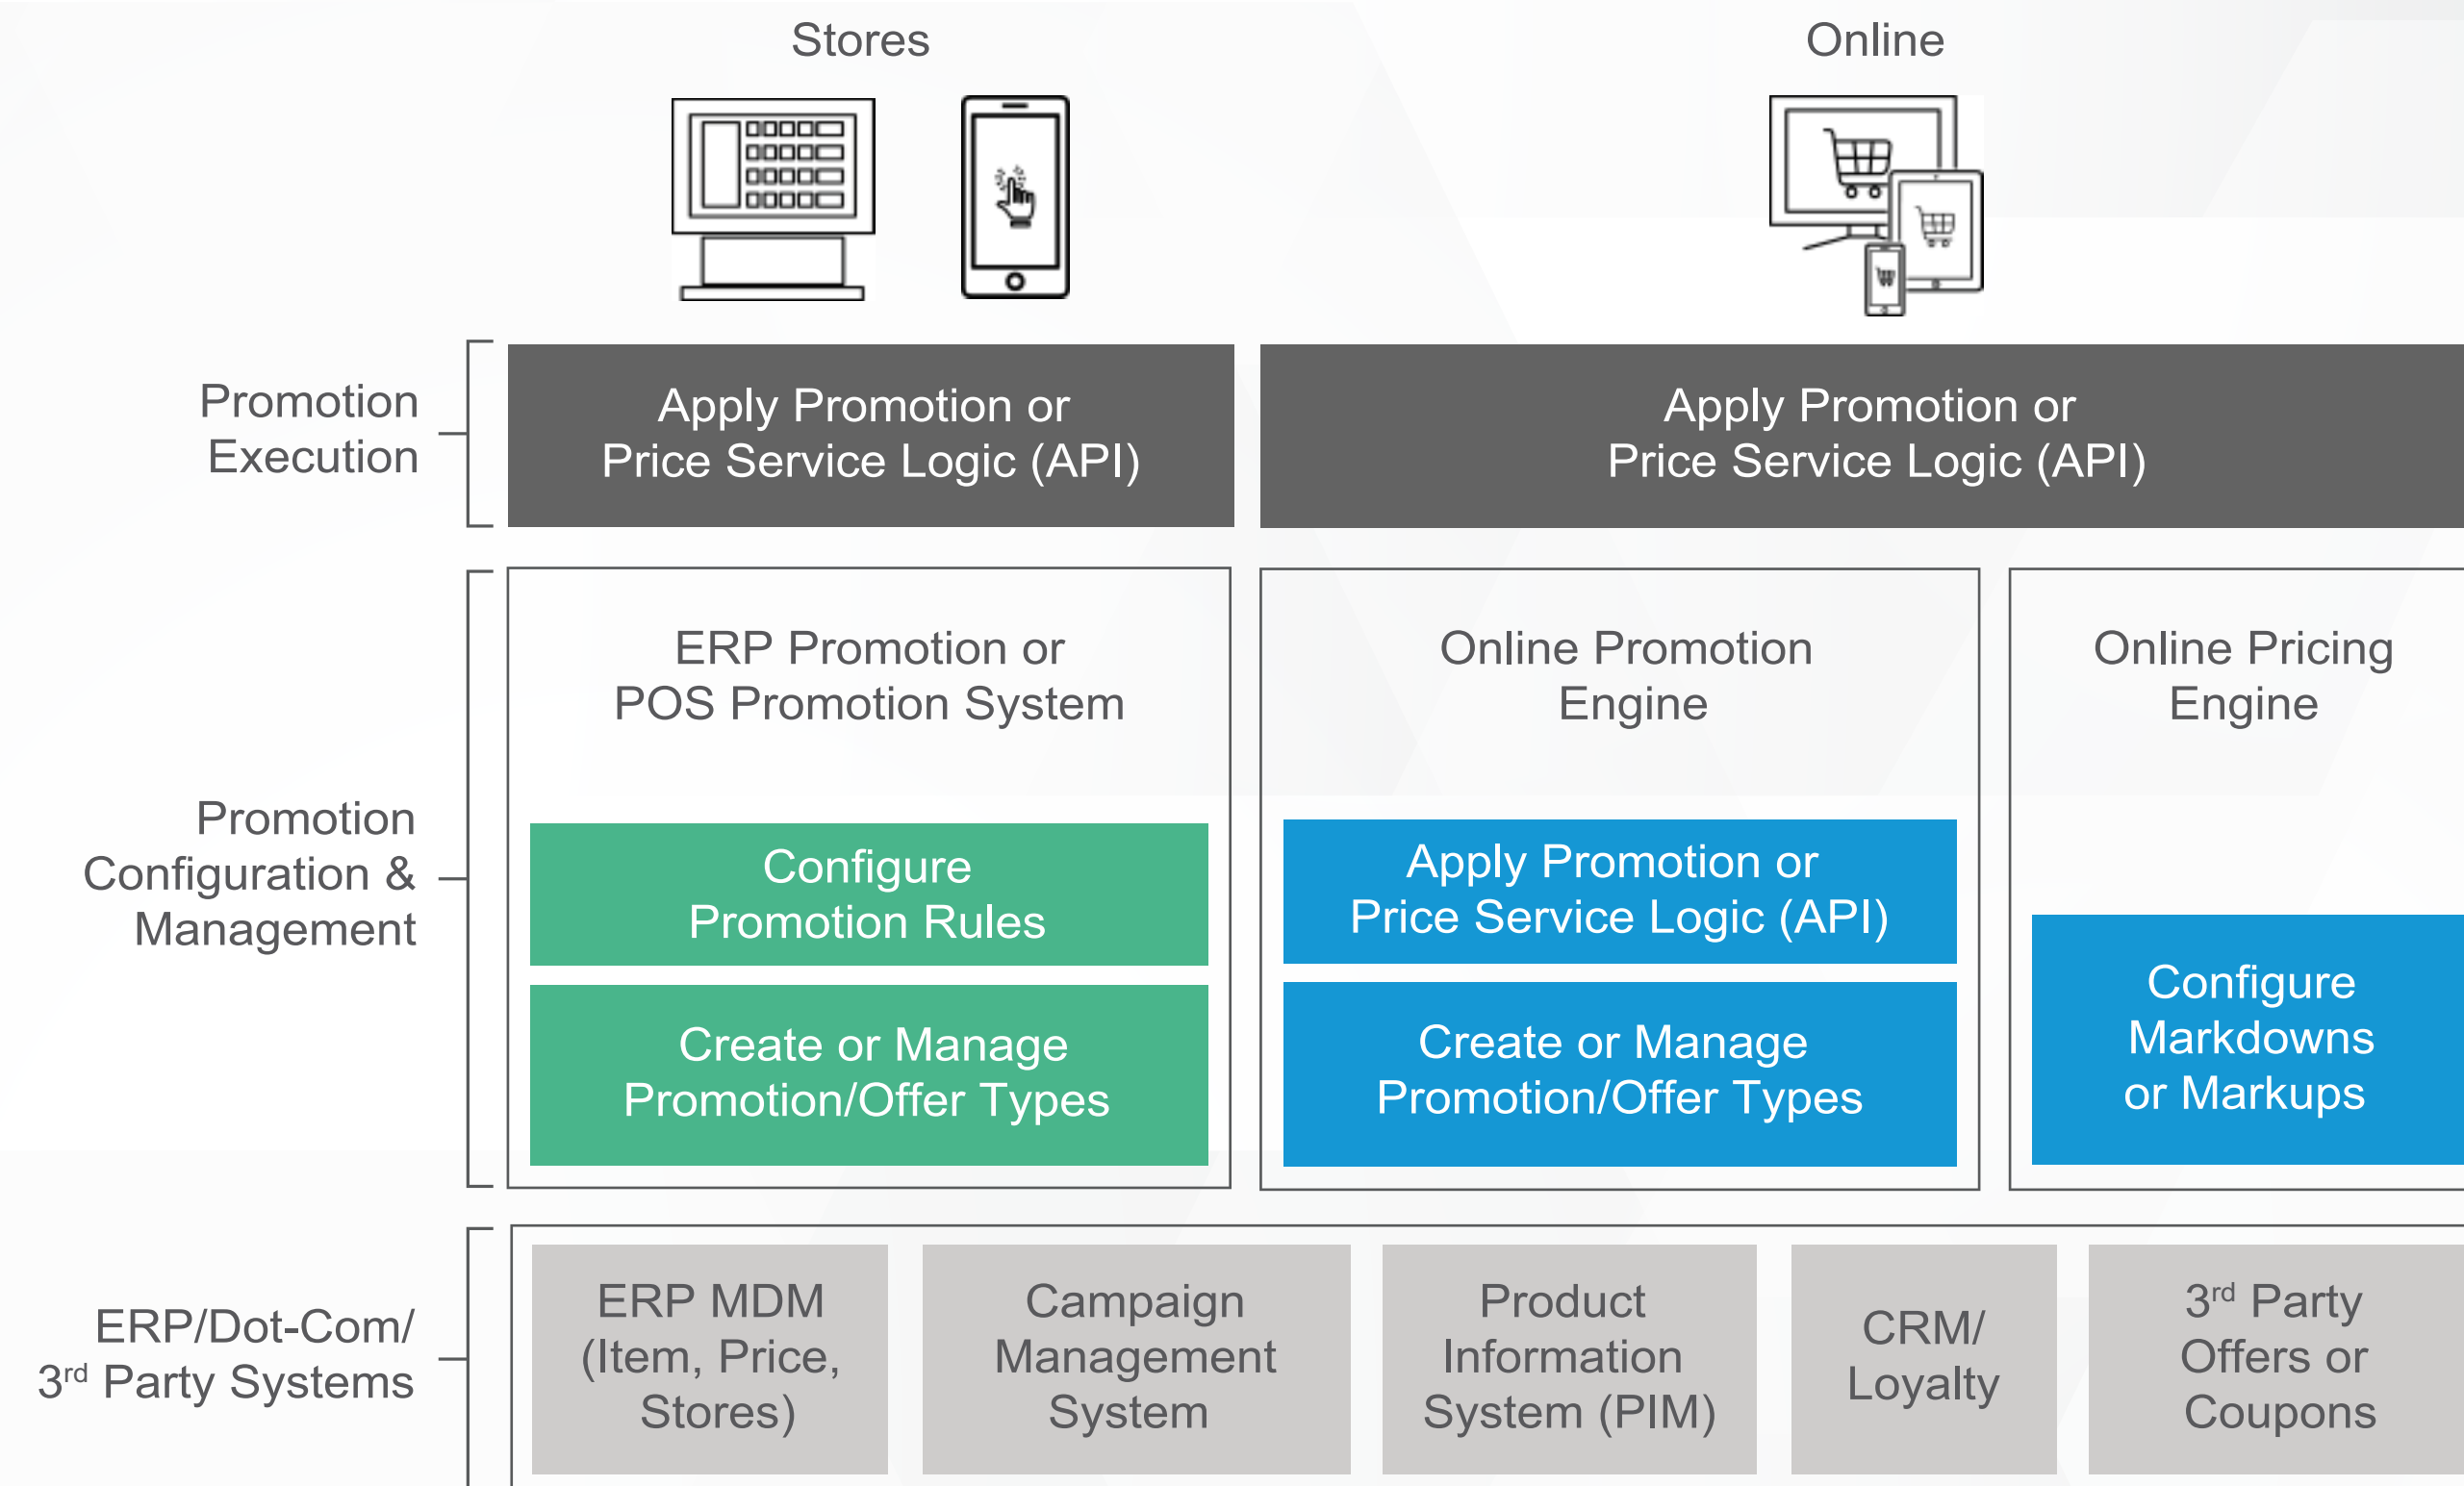 Stores
Online
Promotion
Execution
Apply Promotion or
Price Service Logic (API)
Apply Promotion or
Price Service Logic (API)
Promotion
Configuration &
Management
ERP Promotion or
POS Promotion System
Configure
Promotion Rules
Create or Manage
Promotion/Offer Types
Online Promotion
Engine
Apply Promotion or
Price Service Logic (API)
Create or Manage
Promotion/Offer Types
Online Pricing
Engine
Configure
Markdowns
or Markups
ERP/Dot-Com/
3rd Party Systems
ERP MDM
(Item, Price,
Stores)
Campaign
Management
System
Product
Information
System (PIM)
CRM/
Loyalty
3rd Party
Offers or
Coupons